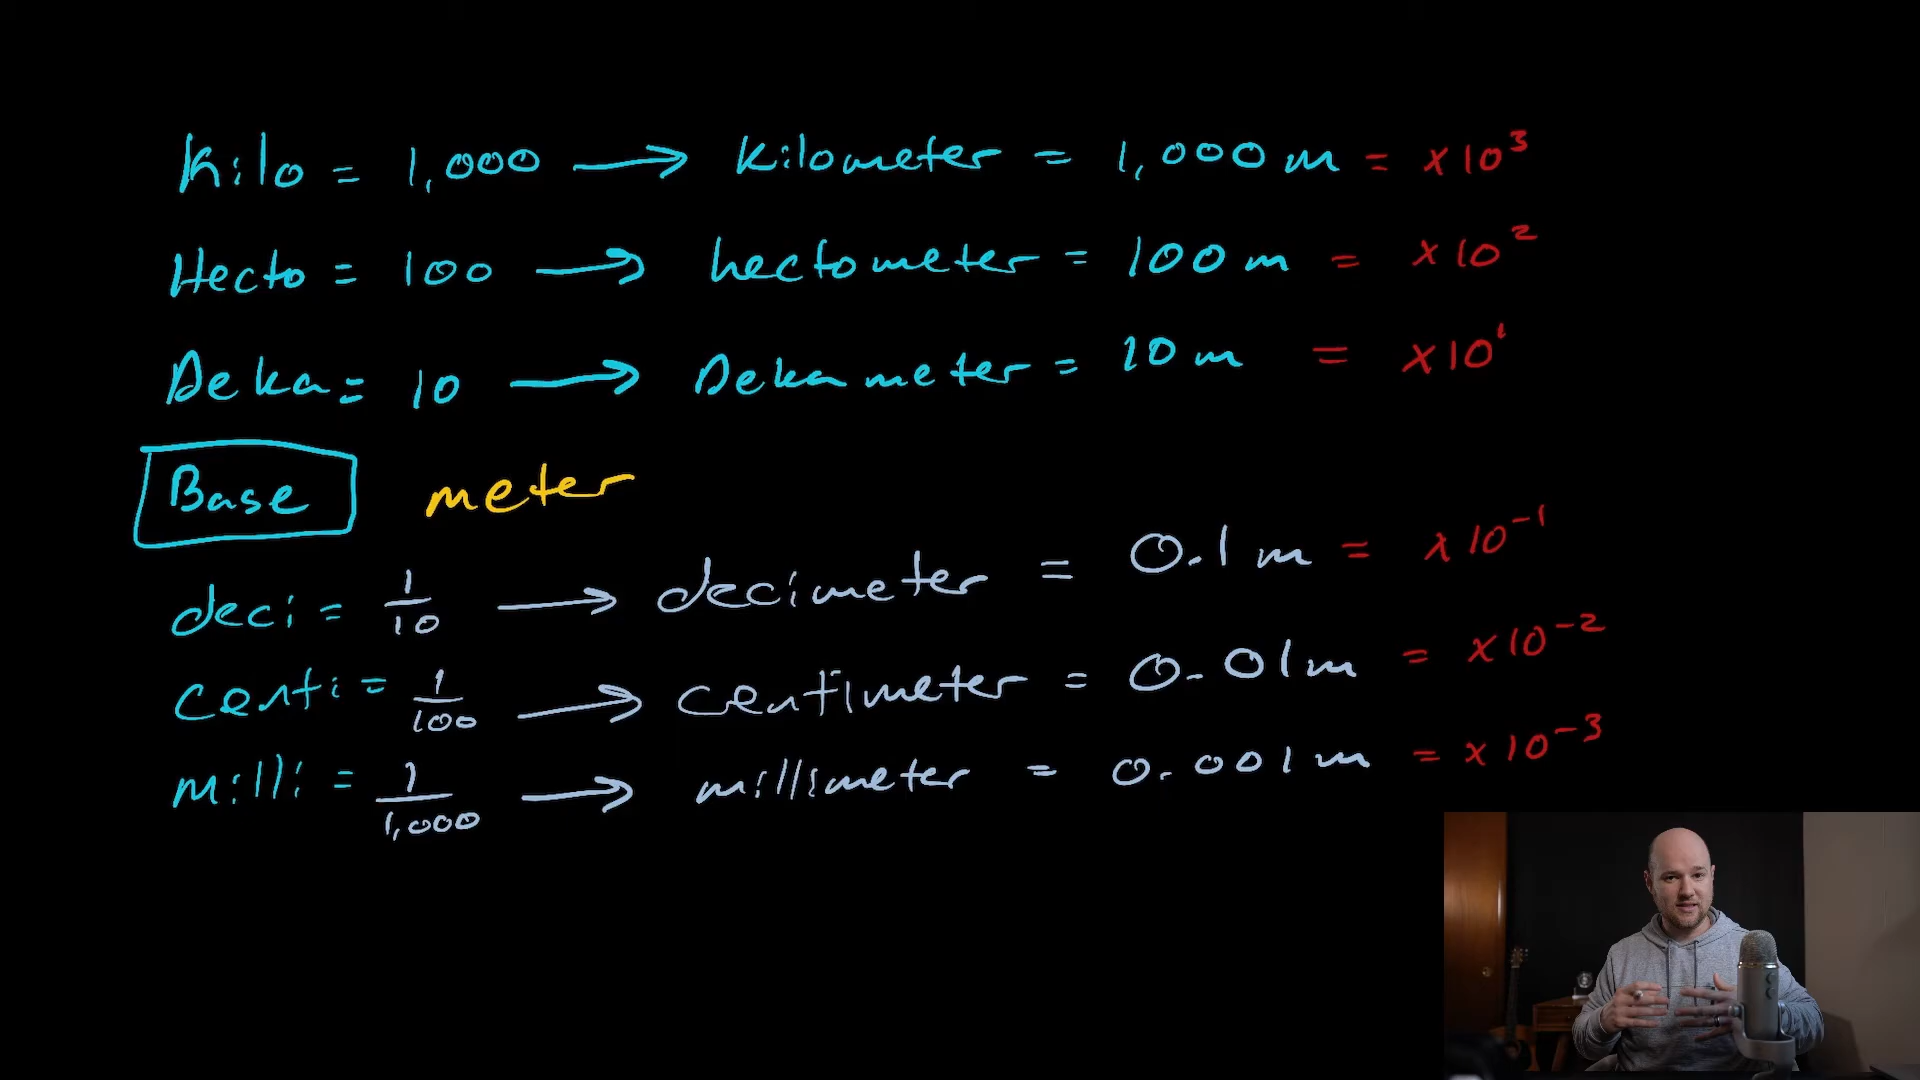 Kilo = 1,000 → Kilometer = 1,000 m = x10³
Hecto = 100 → hectometer = 100 m = x10²
Deka = 10 → Dekameter = 10 m = x10¹
Base meter
deci = 1/10 → decimeter = 0.1 m = x10⁻¹
centi = 1/100 → centimeter = 0.01 m = x10⁻²
milli = 1/1,000 → millimeter = 0.001 m = x10⁻³